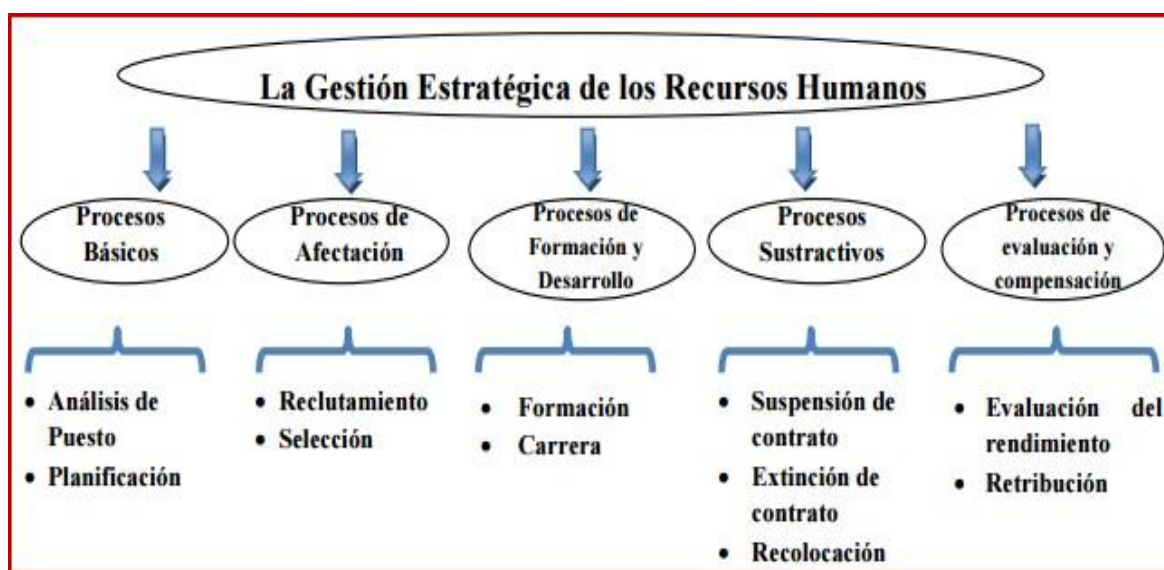 La Gestión Estratégica de los Recursos Humanos
Procesos
Básicos
Procesos de
Afectación
Procesos de
Formación y
Desarrollo
Procesos
Sustractivos
Procesos de
evaluación y
compensación
• Análisis de
Puesto
• Planificación
• Reclutamiento
• Selección
• Formación
• Carrera
• Suspensión de
contrato
• Extinción de
contrato
• Recolocación
• Evaluación del
rendimiento
• Retribución